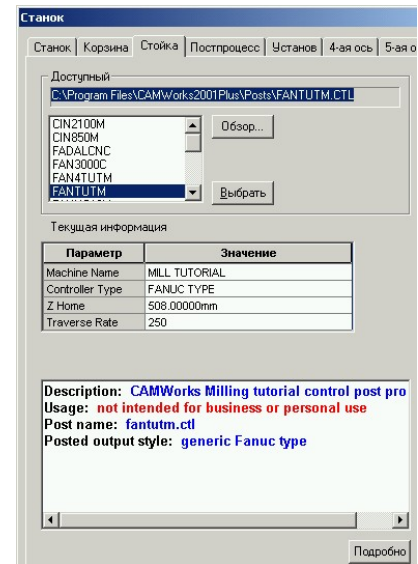 Станок
Станок Корзина Стойка Постпроцесс Установ 4-ая ось 5-ая о
Доступный
C:\Program Files\CAMWorks2001Plus\Posts\FANTUTM.CTL
CIN2100M
CIN850M
FADALCNC
FAN3000C
FAN4TUTM
FANTUTM
Обзор...
Выбрать
Текущая информация
Параметр Значение
Machine Name MILL TUTORIAL
Controller Type FANUC TYPE
Z Home 508.00000mm
Traverse Rate 250
Description: CAMWorks Milling tutorial control post pro
Usage: not intended for business or personal use
Post name: fantutm.ctl
Posted output style: generic Fanuc type
Подробно